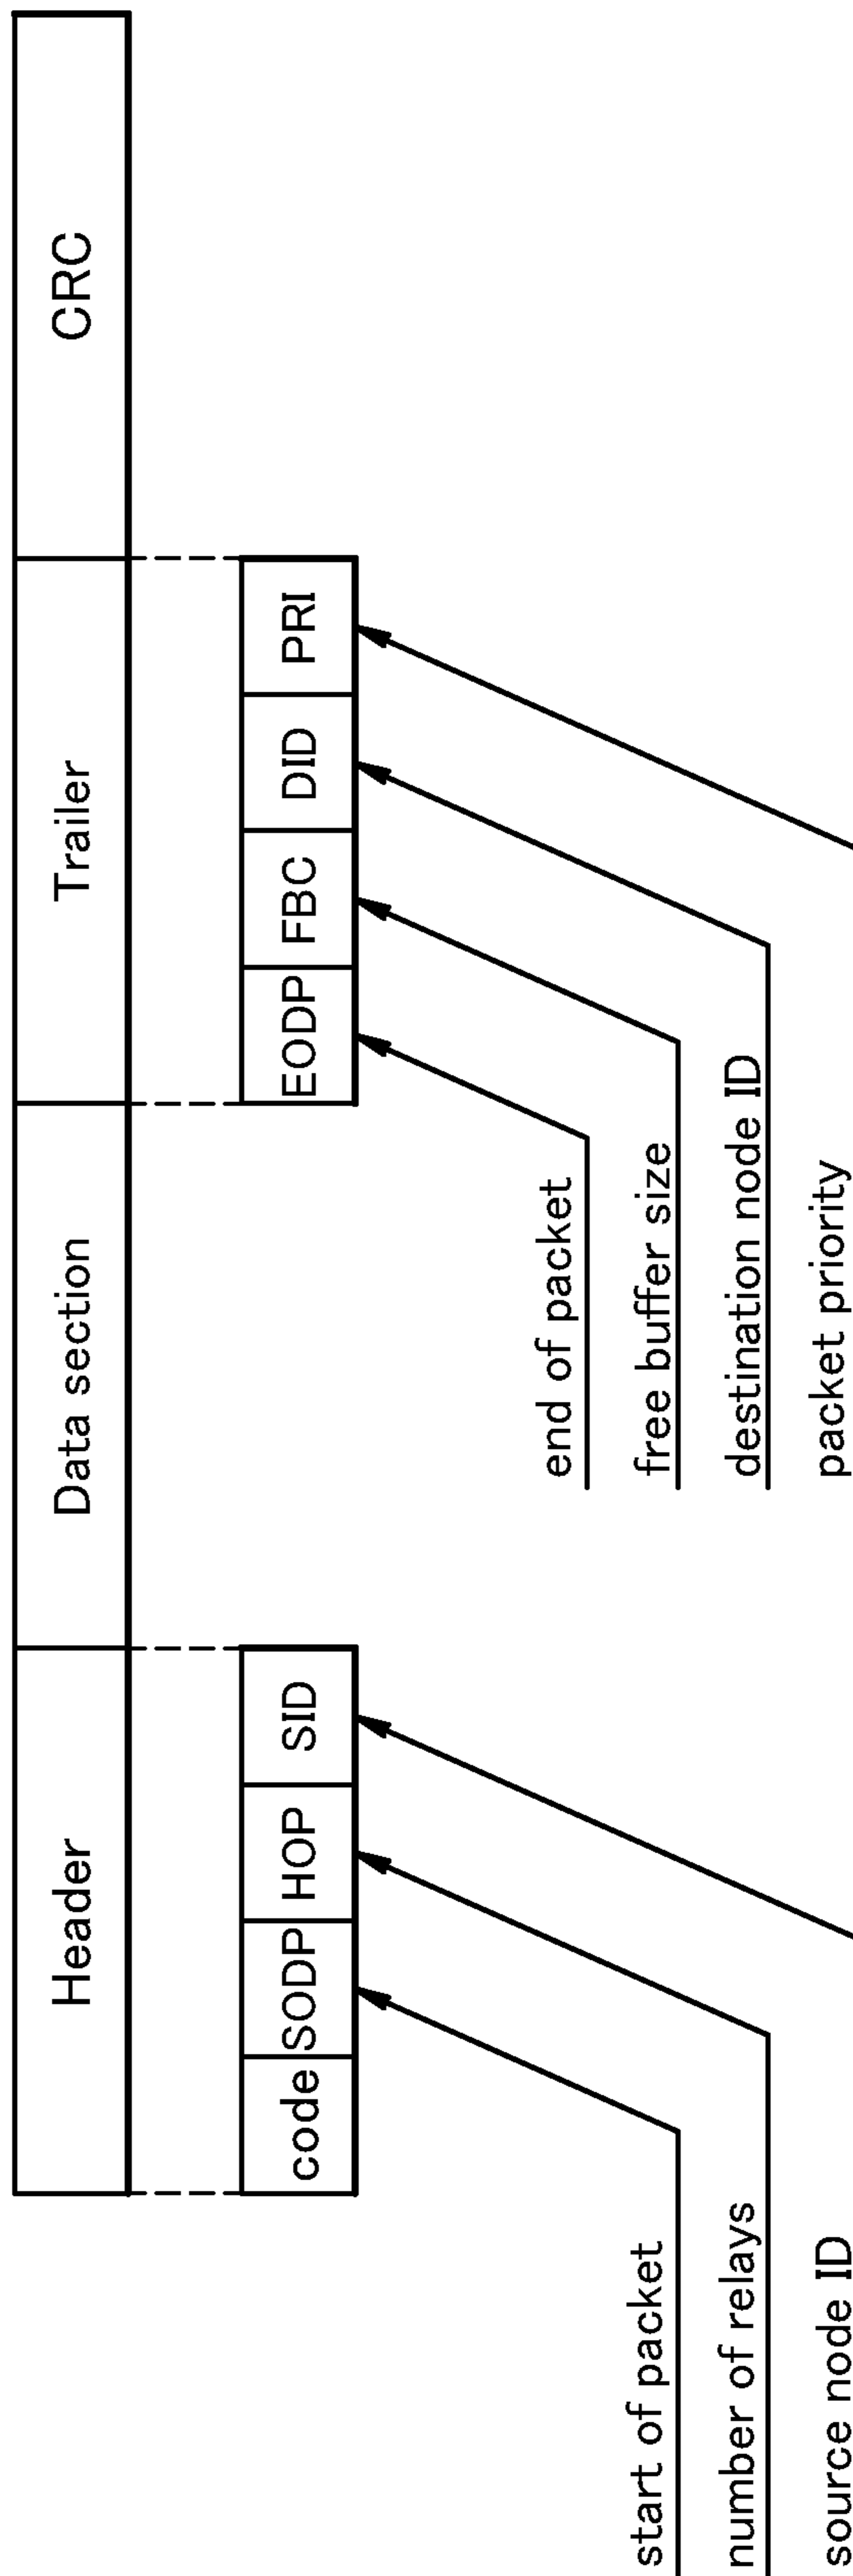 Header
Data section
Trailer
CRC
code
SODP
HOP
SID
EODP
FBC
DID
PRI
start of packet
number of relays
source node ID
end of packet
free buffer size
destination node ID
packet priority